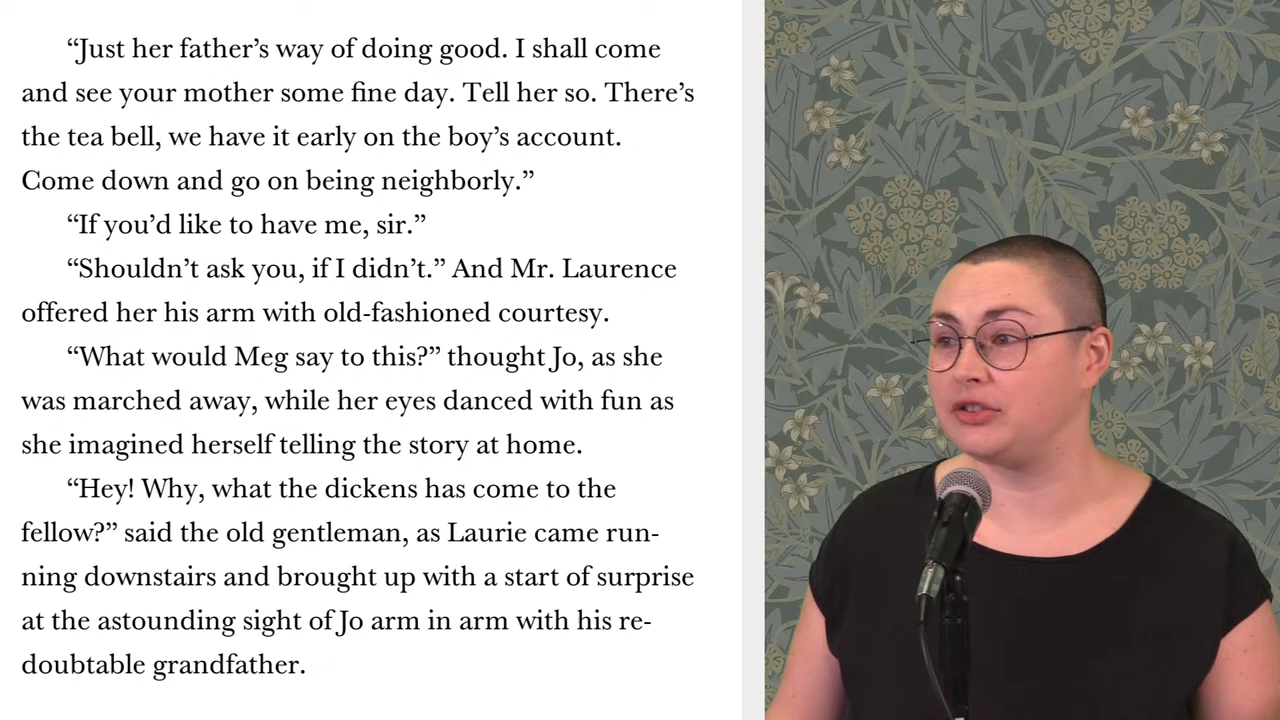 “Just her father’s way of doing good. I shall come
and see your mother some fine day. Tell her so. There’s
the tea bell, we have it early on the boy’s account.
Come down and go on being neighborly.”
“If you’d like to have me, sir.”
“Shouldn’t ask you, if I didn’t.” And Mr. Laurence
offered her his arm with old-fashioned courtesy.
“What would Meg say to this?” thought Jo, as she
was marched away, while her eyes danced with fun as
she imagined herself telling the story at home.
“Hey! Why, what the dickens has come to the
fellow?” said the old gentleman, as Laurie came run-
ning downstairs and brought up with a start of surprise
at the astounding sight of Jo arm in arm with his re-
doubtable grandfather.